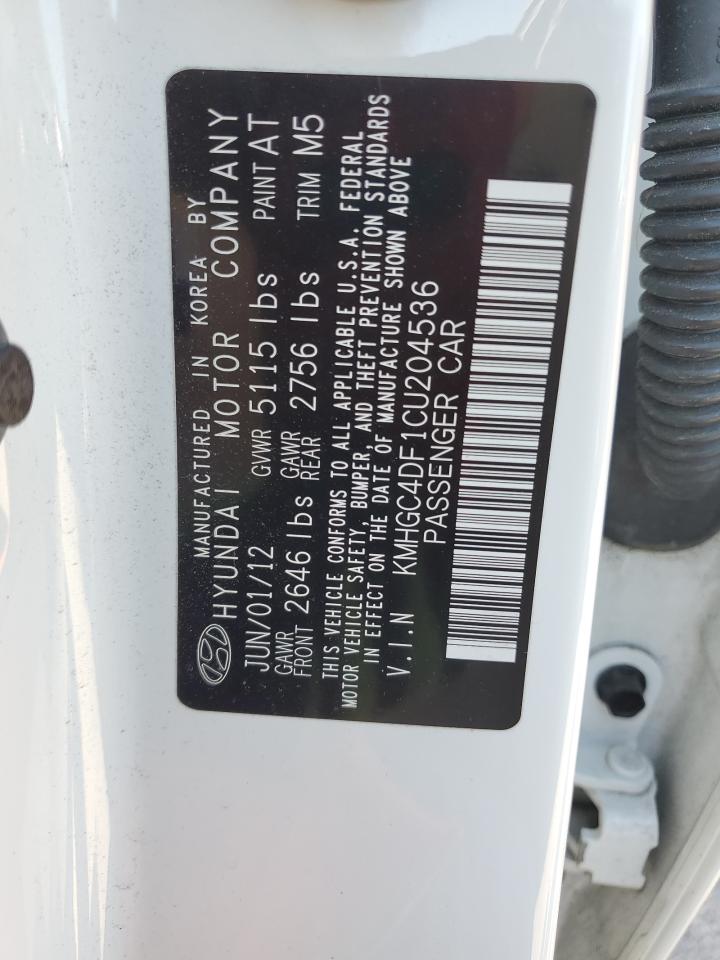 MANUFACTURED IN KOREA BY
HYUNDAI MOTOR COMPANY
JUN/01/12 GVWR 5115 lbs PAINT AT
GAWR FRONT 2646 lbs GAWR REAR 2756 lbs TRIM M5
THIS VEHICLE CONFORMS TO ALL APPLICABLE U.S.A. FEDERAL
MOTOR VEHICLE SAFETY, BUMPER, AND THEFT PREVENTION STANDARDS
IN EFFECT ON THE DATE OF MANUFACTURE SHOWN ABOVE
V.I.N KMHGC4DF1CU204536
PASSENGER CAR